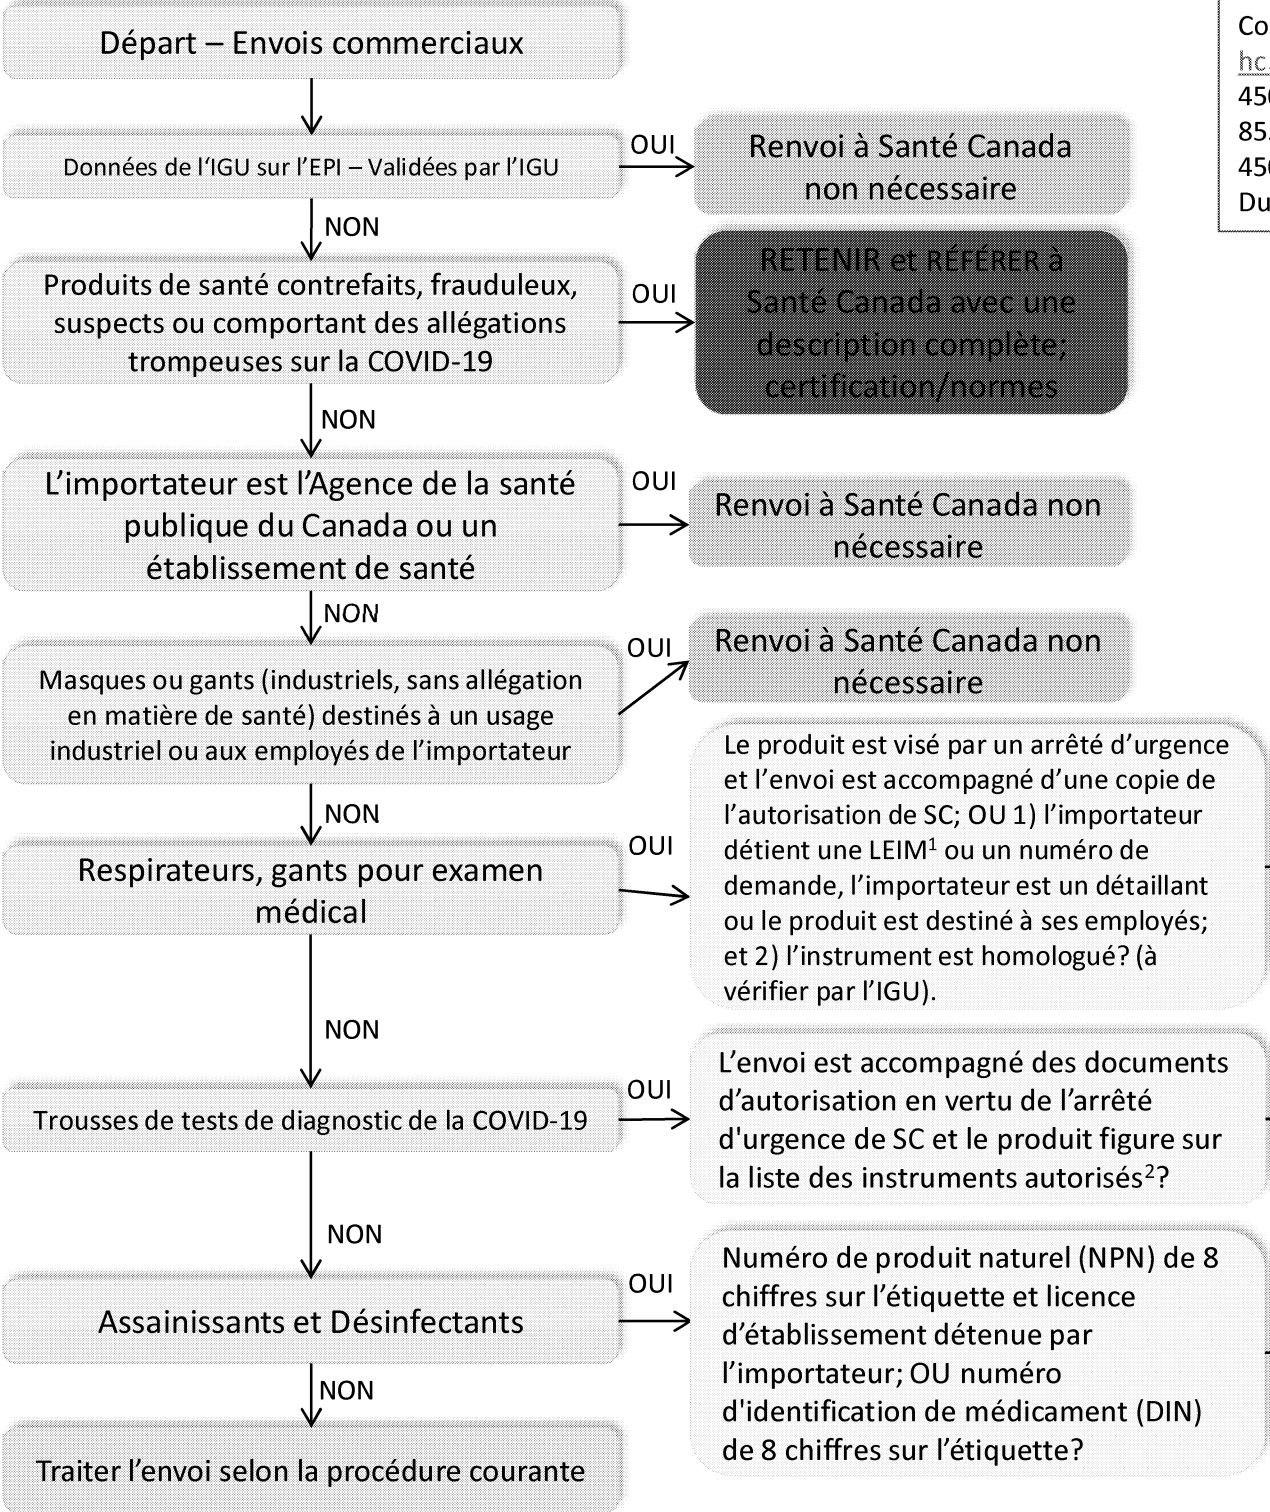 Départ – Envois commerciaux
Données de l‘IGU sur l’EPI – Validées par l’IGU
OUI
Renvoi à Santé Canada
non nécessaire
NON
Produits de santé contrefaits, frauduleux,
suspects ou comportant des allégations
trompeuses sur la COVID-19
OUI
RETENIR et RÉFÉRER à
Santé Canada avec une
description complète;
certification/normes
NON
L’importateur est l’Agence de la santé
publique du Canada ou un
établissement de santé
OUI
Renvoi à Santé Canada non
nécessaire
NON
Masques ou gants (industriels, sans allégation
en matière de santé) destinés à un usage
industriel ou aux employés de l’importateur
OUI
Renvoi à Santé Canada non
nécessaire
NON
Respirateurs, gants pour examen
médical
OUI
Le produit est visé par un arrêté d’urgence
et l’envoi est accompagné d’une copie de
l’autorisation de SC; OU 1) l’importateur
détient une LEIM¹ ou un numéro de
demande, l’importateur est un détaillant
ou le produit est destiné à ses employés;
et 2) l’instrument est homologué? (à
vérifier par l’IGU).
NON
Trousses de tests de diagnostic de la COVID-19
OUI
L’envoi est accompagné des documents
d’autorisation en vertu de l’arrêté
d'urgence de SC et le produit figure sur
la liste des instruments autorisés²?
NON
Assainissants et Désinfectants
OUI
Numéro de produit naturel (NPN) de 8
chiffres sur l’étiquette et licence
d’établissement détenue par
l’importateur; OU numéro
d'identification de médicament (DIN)
de 8 chiffres sur l’étiquette?
NON
Traiter l’envoi selon la procédure courante
Co
hc
450
85
450
Du